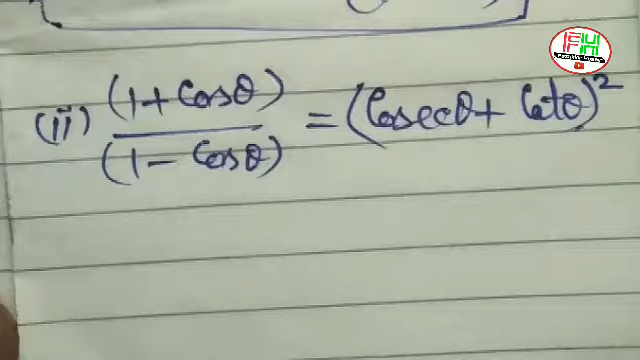 (ii) (1 + Cosθ) / (1 - Cosθ) = (Cosecθ + Cotθ)²